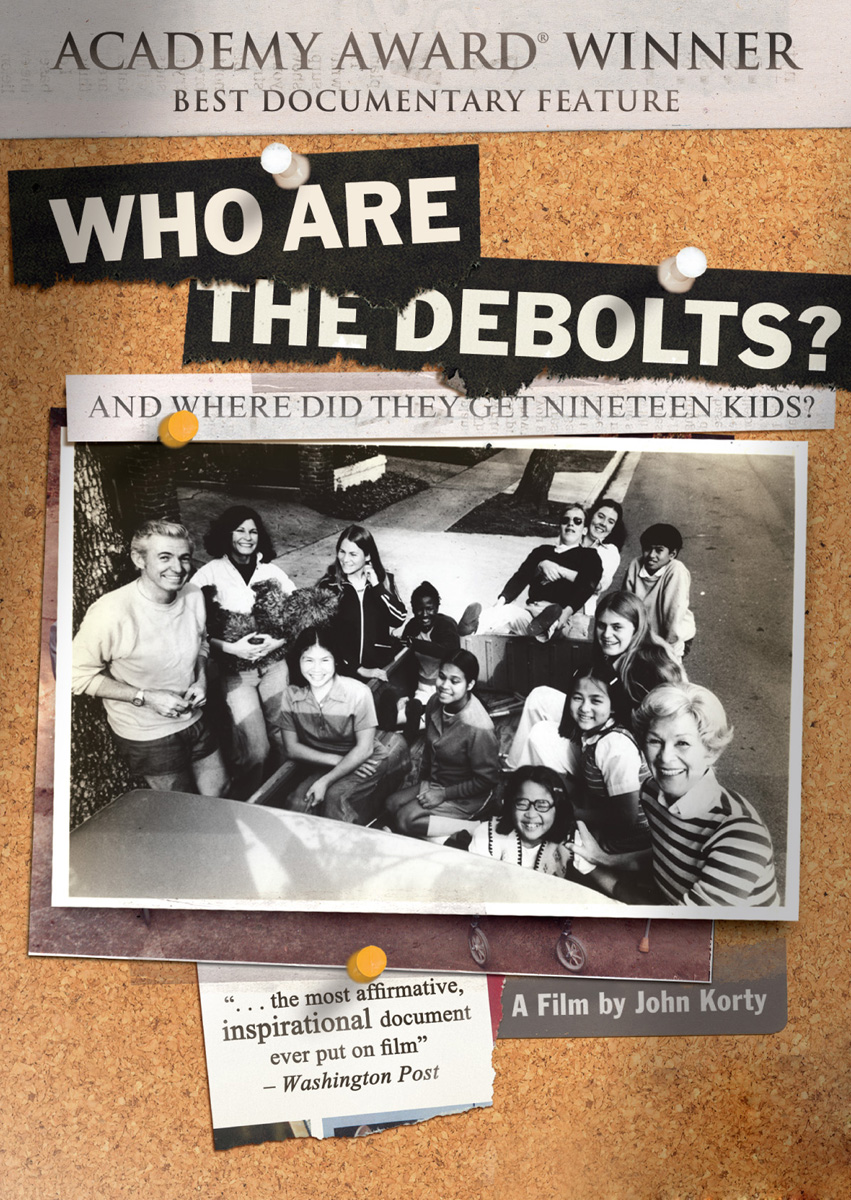 ACADEMY AWARD® WINNER
BEST DOCUMENTARY FEATURE
WHO ARE
THE DEBOLTS?
AND WHERE DID THEY GET NINETEEN KIDS?
“. . . the most affirmative,
inspirational document
ever put on film”
– Washington Post
A Film by John Korty